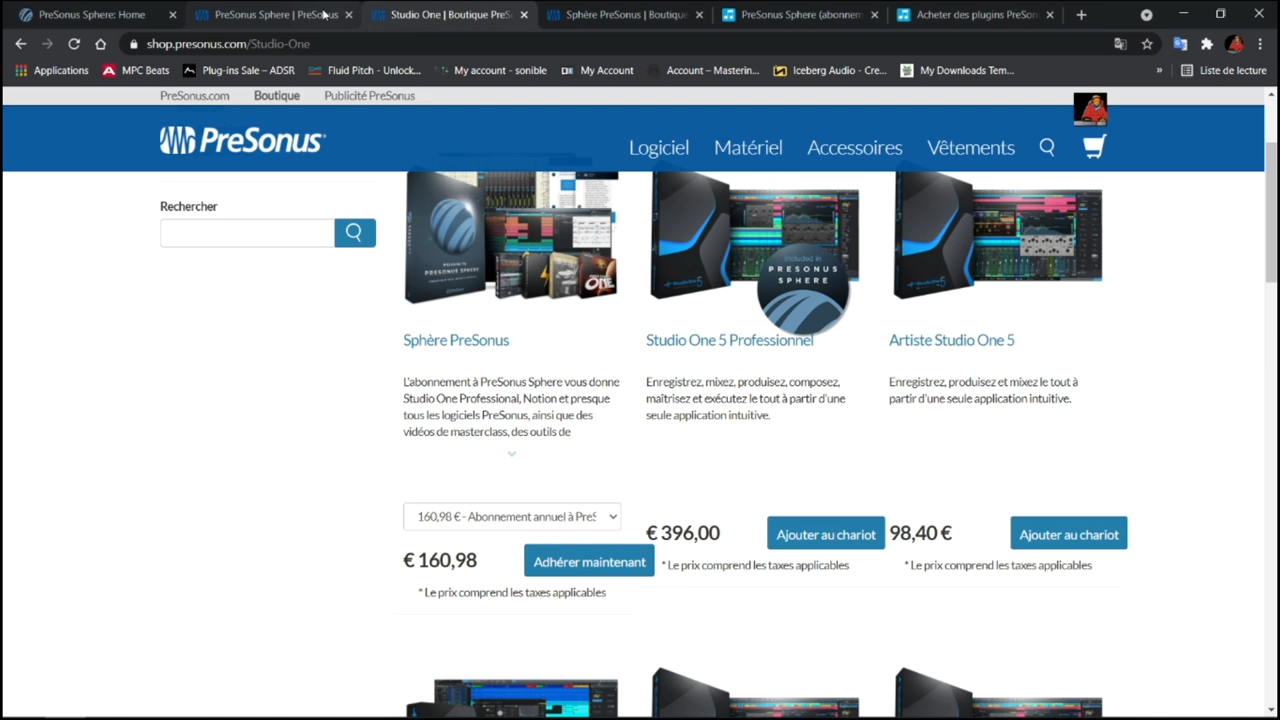 PreSonus Sphere: Home
PreSonus Sphere | PreSonus
Studio One | Boutique PreS
Sphère PreSonus | Boutique
PreSonus Sphere (abonnem
Acheter des plugins PreSon
shop.presonus.com/Studio-One
Applications
MPC Beats
Plug-ins Sale – ADSR
Fluid Pitch - Unlock...
My account - sonible
My Account
Account – Masterin...
Iceberg Audio - Cre...
My Downloads Tem...
»
Liste de lecture
PreSonus.com
Boutique
Publicité PreSonus
PreSonus
Logiciel
Matériel
Accessoires
Vêtements
Rechercher
PRESONUS SPHERE
ONE
Included in
PRESONUS
SPHERE
StudioOne 5
StudioOne 5
Sphère PreSonus
L'abonnement à PreSonus Sphere vous donne
Studio One Professional, Notion et presque
tous les logiciels PreSonus, ainsi que des
vidéos de masterclass, des outils de
160,98 € - Abonnement annuel à PreS
€ 160,98
Adhérer maintenant
* Le prix comprend les taxes applicables
Studio One 5 Professionnel
Enregistrez, mixez, produisez, composez,
maîtrisez et exécutez le tout à partir d'une
seule application intuitive.
€ 396,00
Ajouter au chariot
* Le prix comprend les taxes applicables
Artiste Studio One 5
Enregistrez, produisez et mixez le tout à
partir d'une seule application intuitive.
98,40 €
Ajouter au chariot
* Le prix comprend les taxes applicables